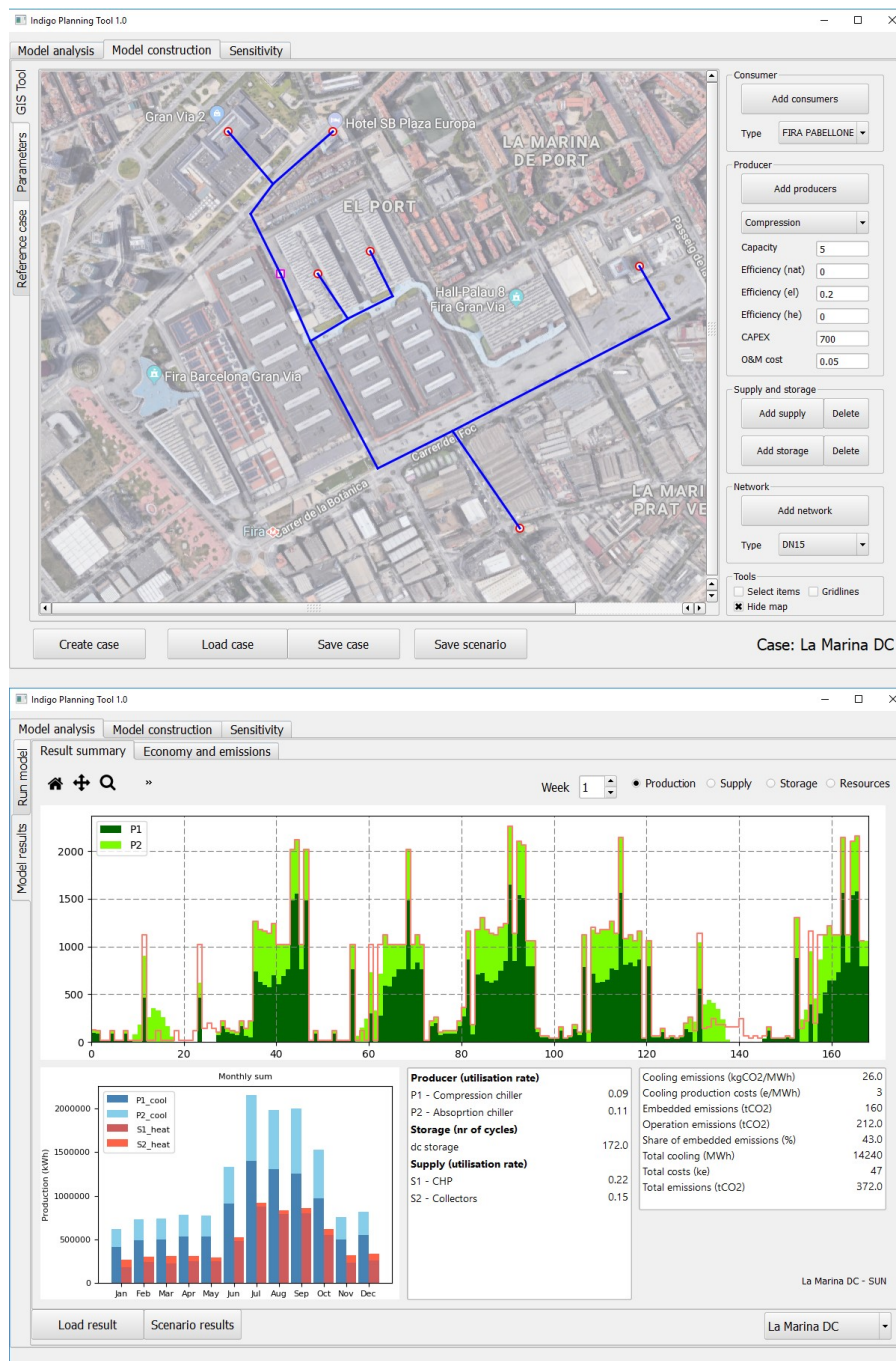 Indigo Planning Tool 1.0
Model analysis Model construction Sensitivity
GIS Tool
Parameters
Reference case
Gran Via 2
Hotel SB Plaza Europa
LA MARINA
DE PORT
EL PORT
Passeig de la
Hall-Palau 8
Fira Gran Via
Fira Barcelona Gran Via
Carrer de Foc
Carrer de la Botànica
Fira
LA MARI
PRAT VE
Consumer
Add consumers
Type FIRA PABELLONE
Producer
Add producers
Compression
Capacity 5
Efficiency (nat) 0
Efficiency (el) 0.2
Efficiency (he) 0
CAPEX 700
O&M cost 0.05
Supply and storage
Add supply Delete
Add storage Delete
Network
Add network
Type DN15
Tools
Select items Gridlines
Hide map
Create case Load case Save case Save scenario Case: La Marina DC
Indigo Planning Tool 1.0
Model analysis Model construction Sensitivity
Run model
Model results
Result summary Economy and emissions
» Week 1 Production Supply Storage Resources
P1
P2
2000
1500
1000
500
0
0 20 40 60 80 100 120 140 160
Monthly sum
P1_cool
P2_cool
S1_heat
S2_heat
Production (kWh)
2000000
1500000
1000000
500000
0
Jan Feb Mar Apr May Jun Jul Aug Sep Oct Nov Dec
Producer (utilisation rate)
P1 - Compression chiller 0.09
P2 - Absoprtion chiller 0.11
Storage (nr of cycles)
dc storage 172.0
Supply (utilisation rate)
S1 - CHP 0.22
S2 - Collectors 0.15
Cooling emissions (kgCO2/MWh) 26.0
Cooling production costs (e/MWh) 3
Embedded emissions (tCO2) 160
Operation emissions (tCO2) 212.0
Share of embedded emissions (%) 43.0
Total cooling (MWh) 14240
Total costs (ke) 47
Total emissions (tCO2) 372.0
La Marina DC - SUN
Load result Scenario results La Marina DC